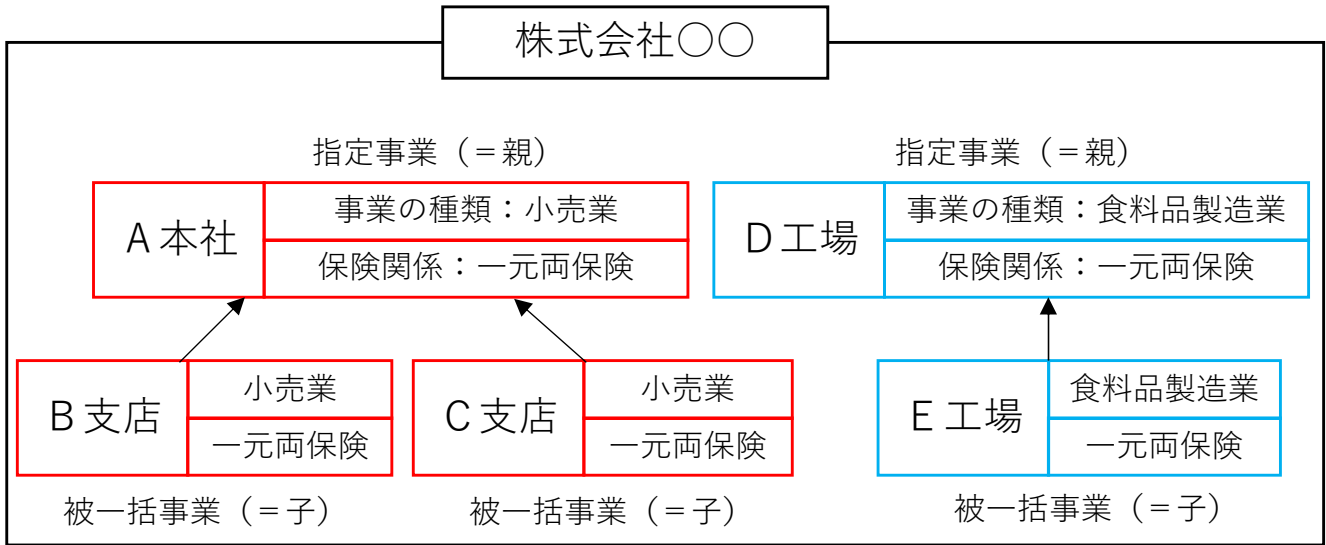 株式会社○○
指定事業（＝親）
A本社
事業の種類：小売業
保険関係：一元両保険
指定事業（＝親）
D工場
事業の種類：食料品製造業
保険関係：一元両保険
B支店
小売業
一元両保険
被一括事業（＝子）
C支店
小売業
一元両保険
被一括事業（＝子）
E工場
食料品製造業
一元両保険
被一括事業（＝子）